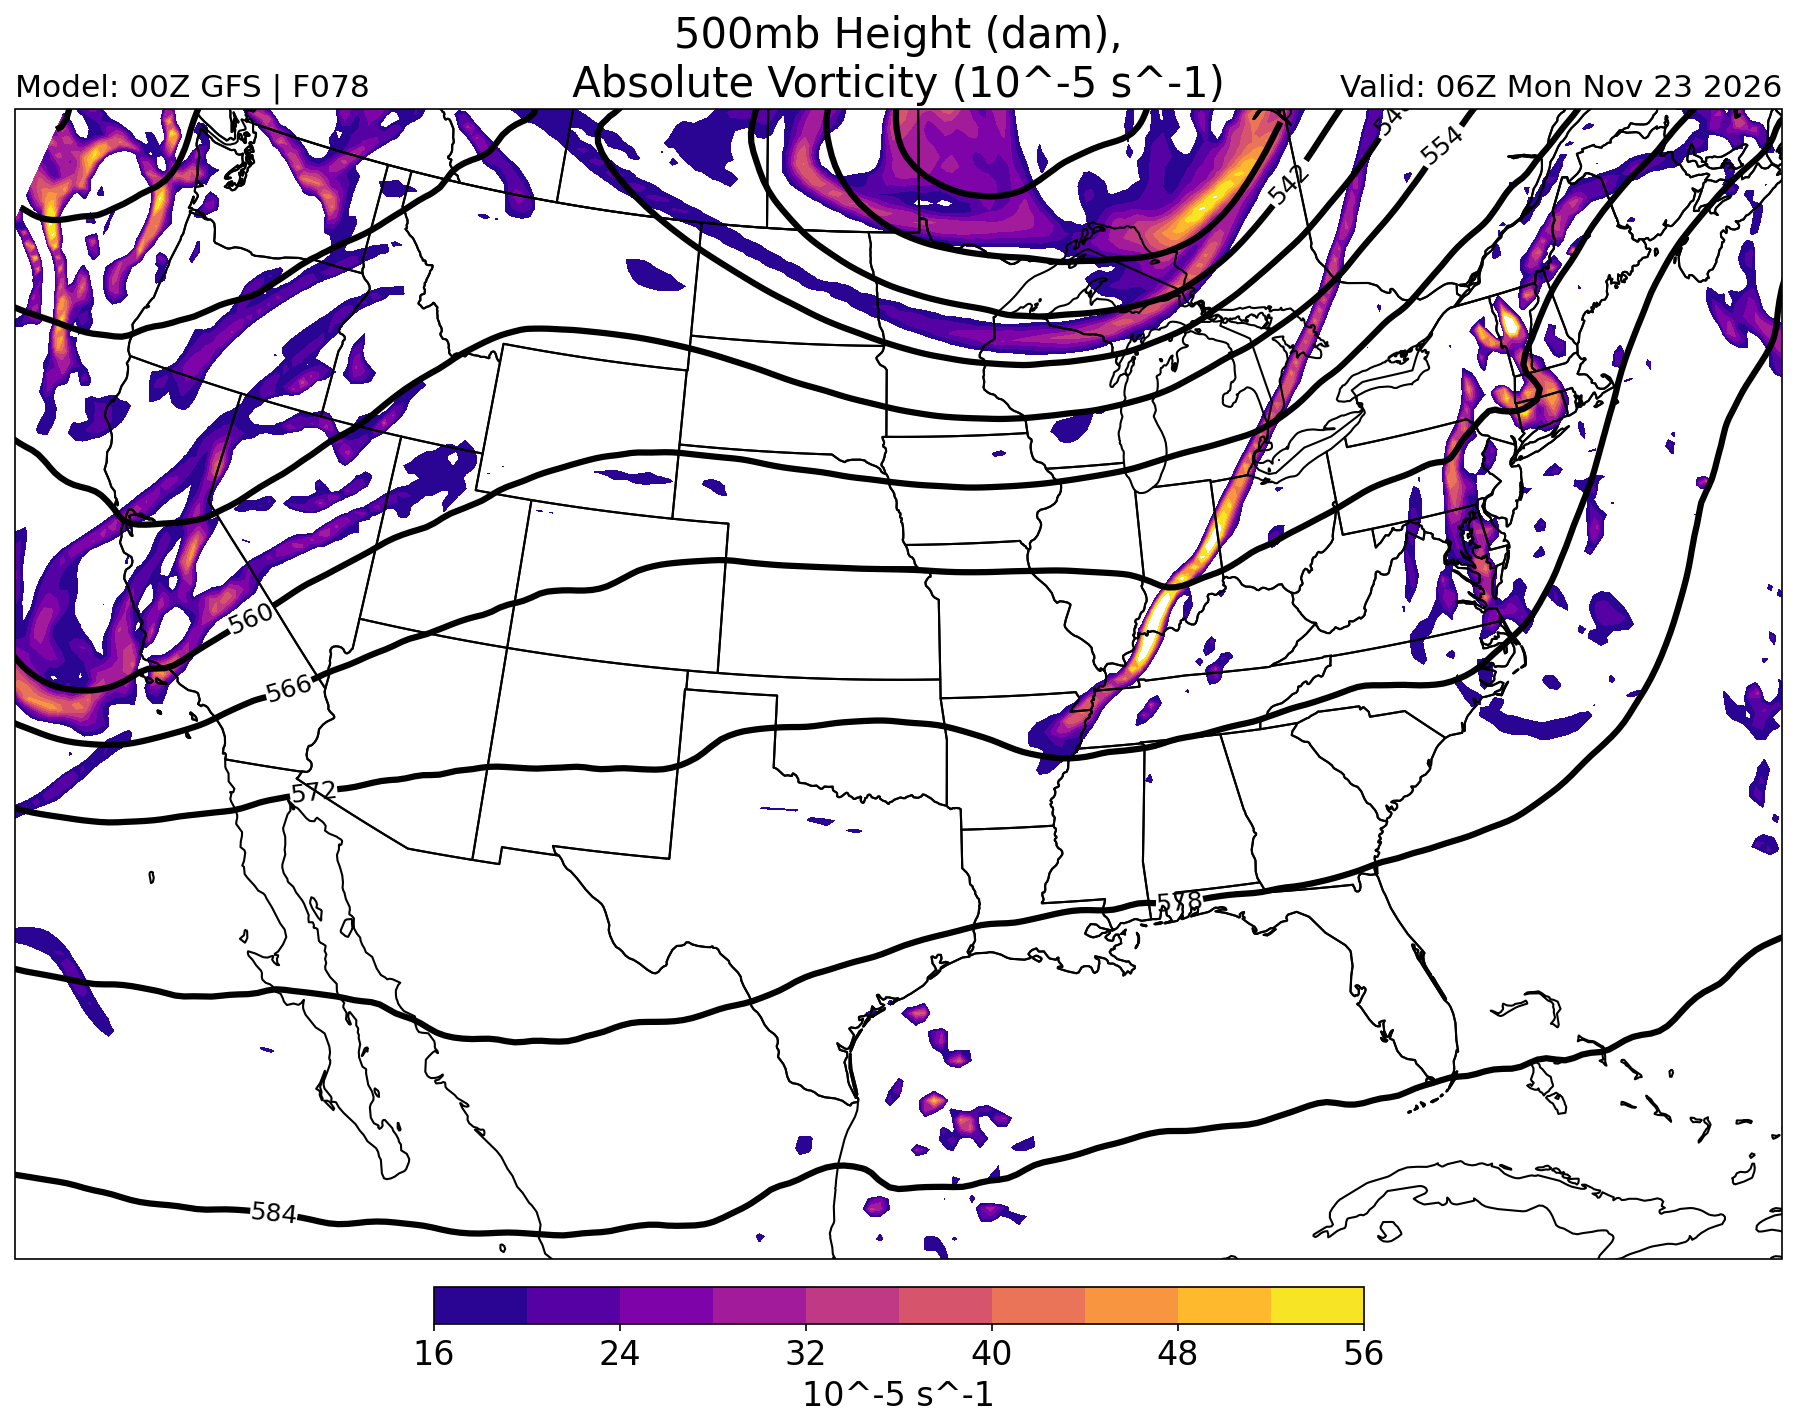 500mb Height (dam),
Model: 00Z GFS | F078
Absolute Vorticity (10^-5 s^-1)
Valid: 06Z Mon Nov 23 2026
554
542
560
566
572
578
584
16 24 32 40 48 56
10^-5 s^-1